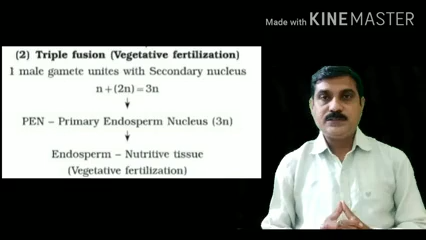 Made with KINEMASTER
(2) Triple fusion (Vegetative fertilization)
1 male gamete unites with Secondary nucleus
n + (2n) = 3n
↓
PEN – Primary Endosperm Nucleus (3n)
↓
Endosperm – Nutritive tissue
(Vegetative fertilization)